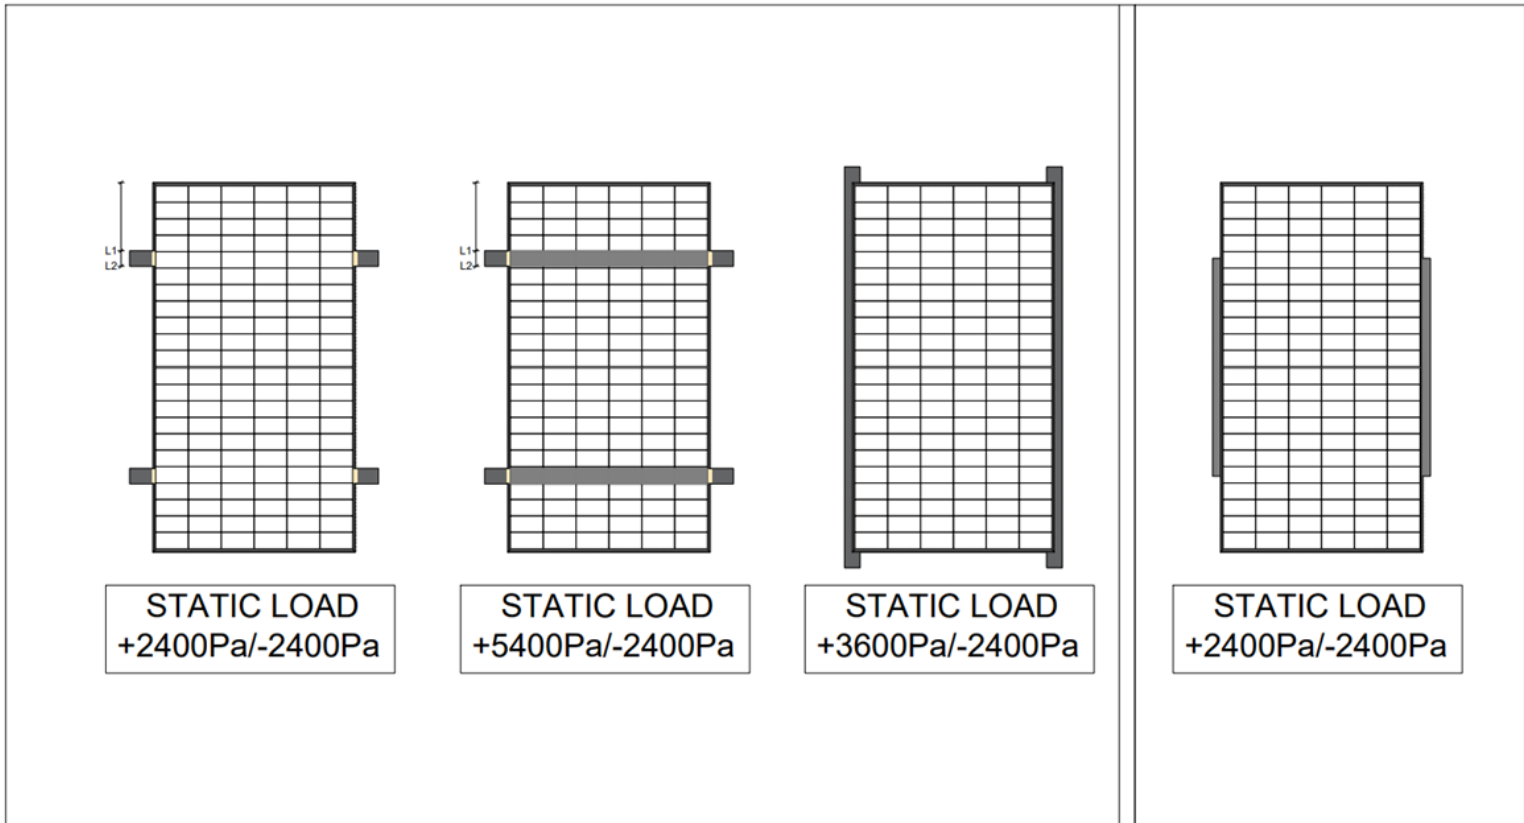 L1
L2
L1
L2
STATIC LOAD
+2400Pa/-2400Pa
STATIC LOAD
+5400Pa/-2400Pa
STATIC LOAD
+3600Pa/-2400Pa
STATIC LOAD
+2400Pa/-2400Pa